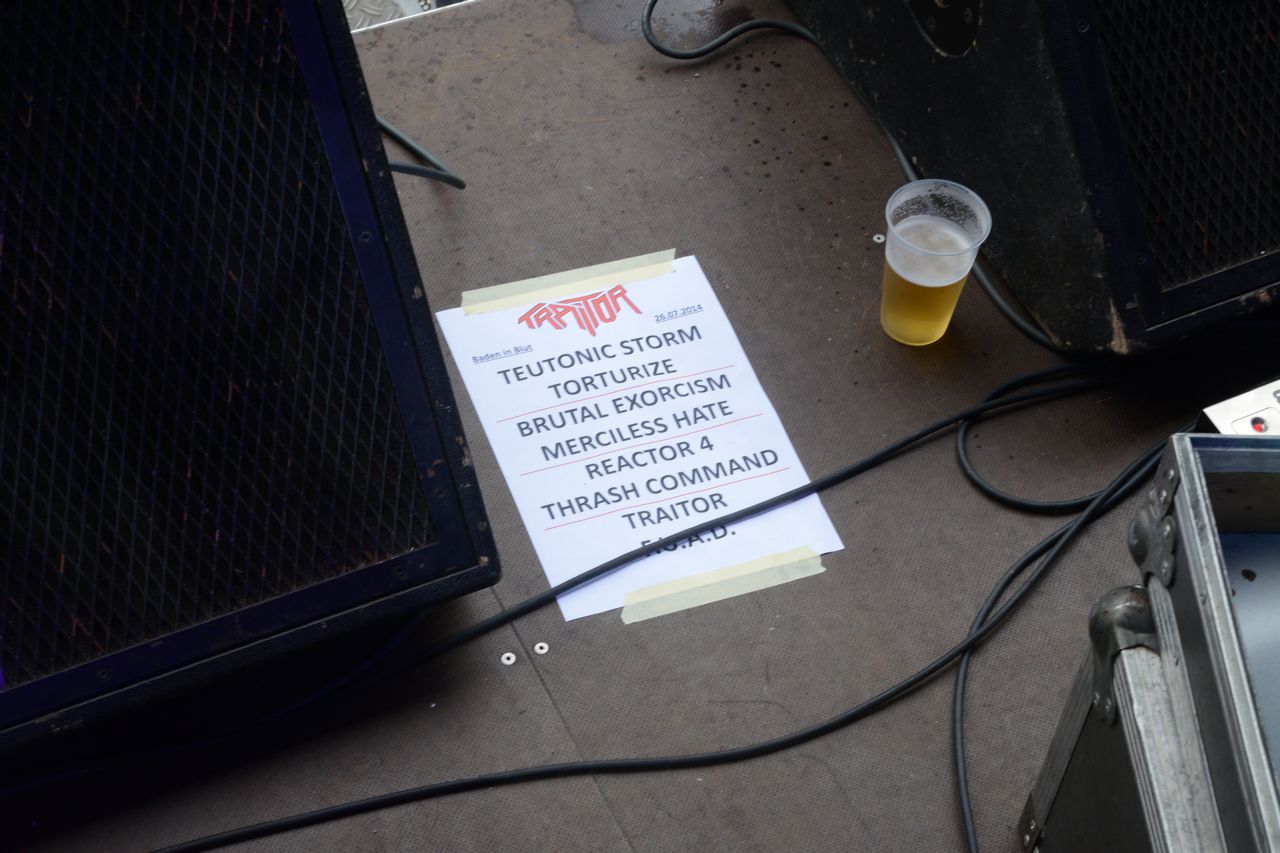 TRAITOR
26.07.2014
Baden in Blut
TEUTONIC STORM
TORTURIZE
BRUTAL EXORCISM
MERCILESS HATE
REACTOR 4
THRASH COMMAND
TRAITOR
F.U.A.D.